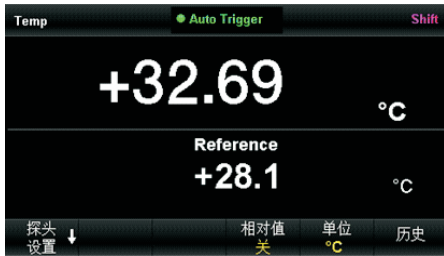 Temp Auto Trigger Shift
+32.69 °C
Reference
+28.1 °C
探头 相对值 单位 历史
设置 关 °C